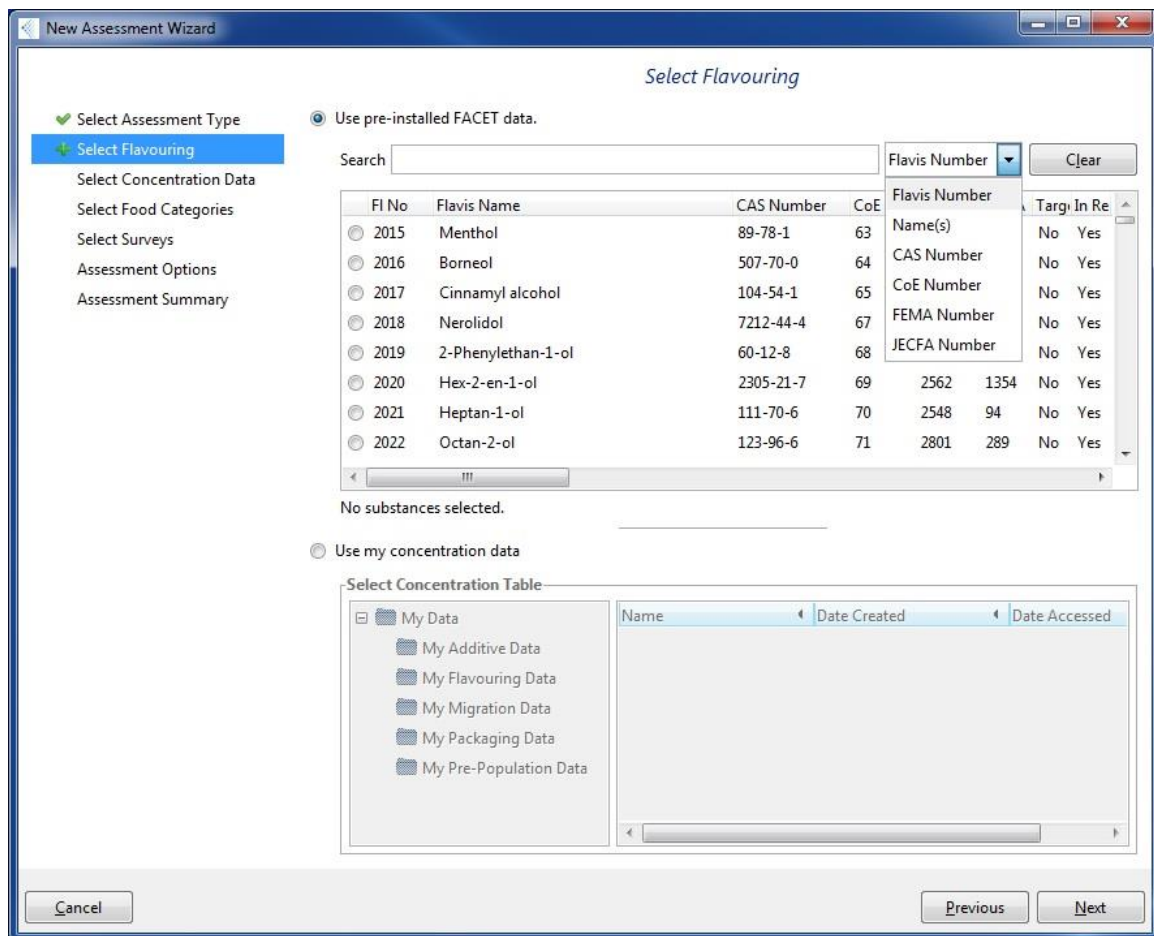 New Assessment Wizard
Select Flavouring
Select Assessment Type
Select Flavouring
Select Concentration Data
Select Food Categories
Select Surveys
Assessment Options
Assessment Summary
Use pre-installed FACET data.
Search Flavis Number Clear
Flavis Number
Name(s)
CAS Number
CoE Number
FEMA Number
JECFA Number
Fl No Flavis Name CAS Number CoE In Re
2015 Menthol 89-78-1 63 No Yes
2016 Borneol 507-70-0 64 No Yes
2017 Cinnamyl alcohol 104-54-1 65 No Yes
2018 Nerolidol 7212-44-4 67 No Yes
2019 2-Phenylethan-1-ol 60-12-8 68 No Yes
2020 Hex-2-en-1-ol 2305-21-7 69 2562 1354 No Yes
2021 Heptan-1-ol 111-70-6 70 2548 94 No Yes
2022 Octan-2-ol 123-96-6 71 2801 289 No Yes
No substances selected.
Use my concentration data
Select Concentration Table
My Data
My Additive Data
My Flavouring Data
My Migration Data
My Packaging Data
My Pre-Population Data
Name Date Created Date Accessed
Cancel Previous Next